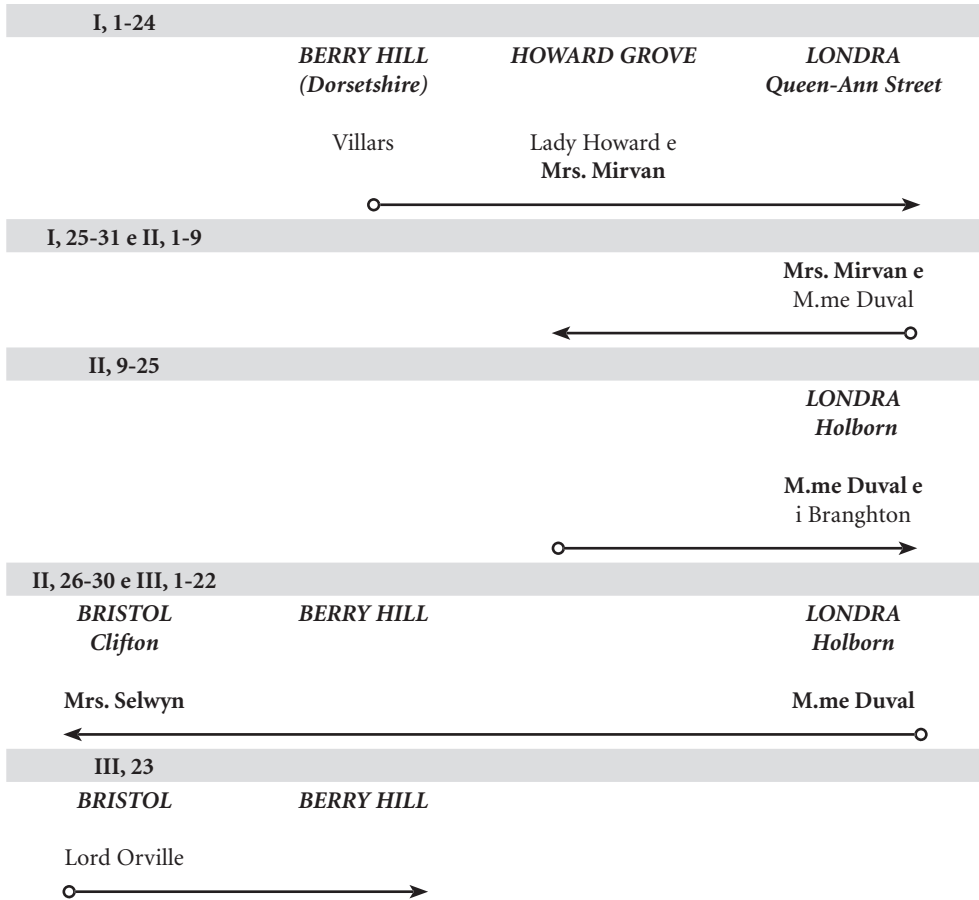 I, 1-24
BERRY HILL HOWARD GROVE LONDRA
(Dorsetshire) Queen-Ann Street
Villars Lady Howard e
Mrs. Mirvan
I, 25-31 e II, 1-9
Mrs. Mirvan e
M.me Duval
II, 9-25
LONDRA
Holborn
M.me Duval e
i Branghton
II, 26-30 e III, 1-22
BRISTOL BERRY HILL LONDRA
Clifton Holborn
Mrs. Selwyn M.me Duval
III, 23
BRISTOL BERRY HILL
Lord Orville